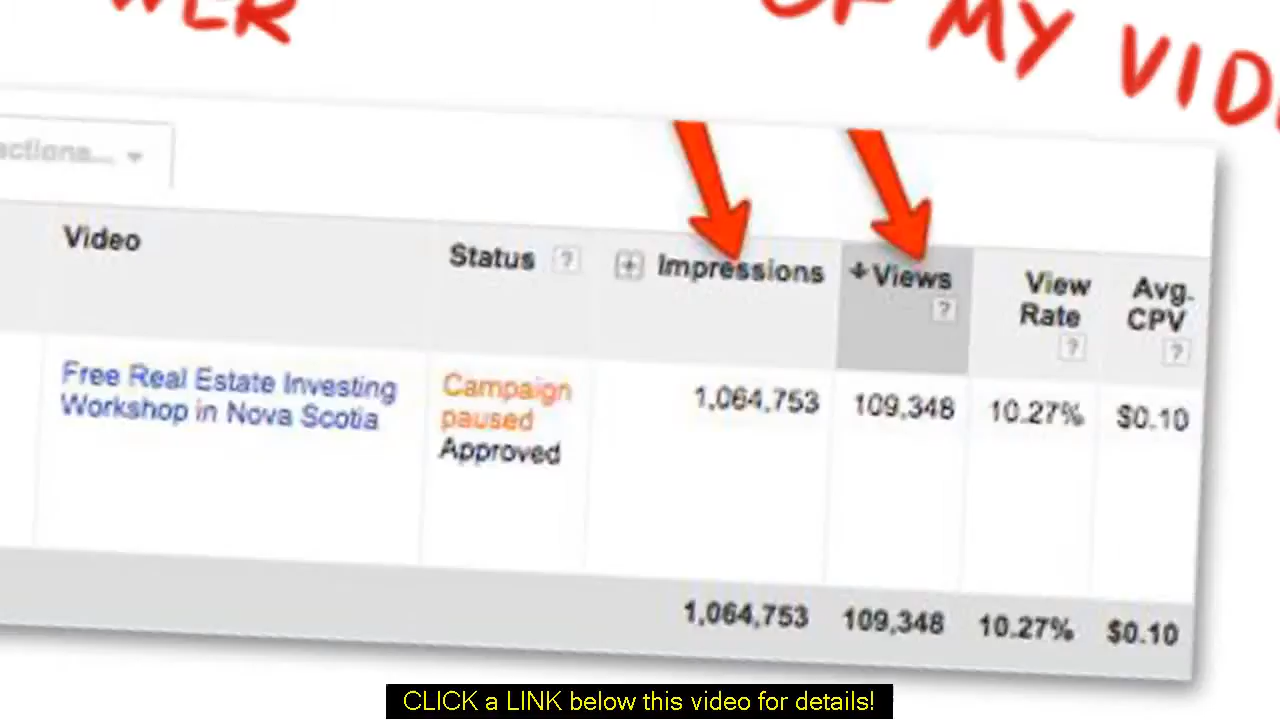 OF MY
actions...
Video
Status ?
Impressions
Views ?
View Rate ?
Avg. CPV ?
Free Real Estate Investing
Workshop in Nova Scotia
Campaign
paused
Approved
1,064,753
109,348
10.27%
$0.10
1,064,753
109,348
10.27%
$0.10
CLICK a LINK below this video for details!